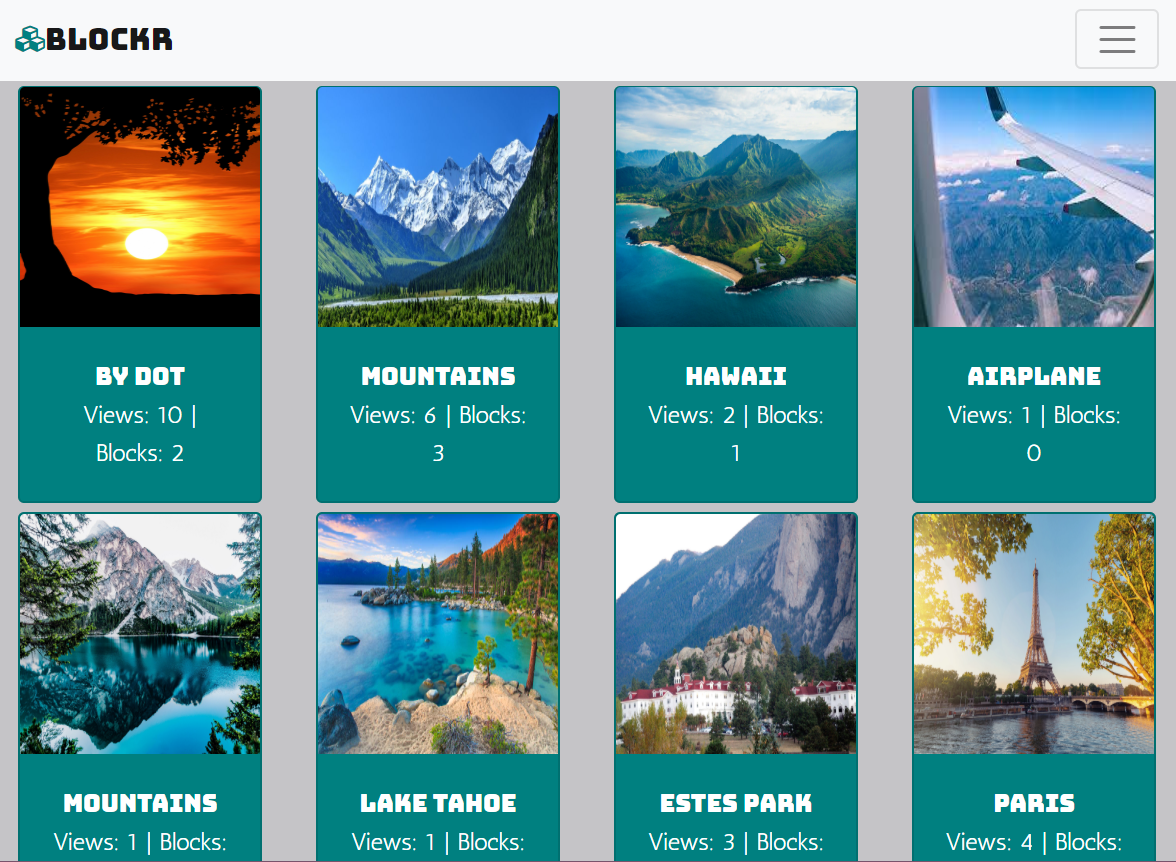 BLOCKR
BY DOT
Views: 10 |
Blocks: 2
MOUNTAINS
Views: 6 | Blocks:
3
HAWAII
Views: 2 | Blocks:
1
AIRPLANE
Views: 1 | Blocks:
0
MOUNTAINS
Views: 1 | Blocks:
LAKE TAHOE
Views: 1 | Blocks:
ESTES PARK
Views: 3 | Blocks:
PARIS
Views: 4 | Blocks: